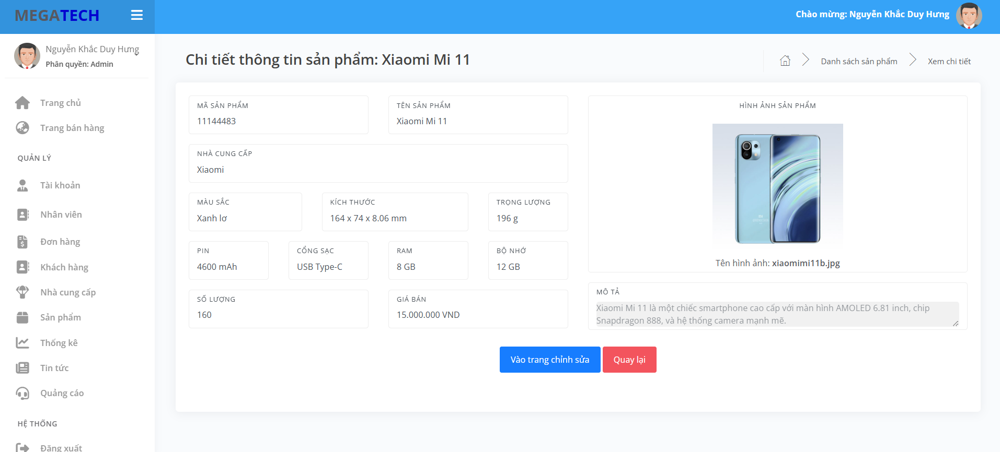 MEGATECH
Chào mừng: Nguyễn Khắc Duy Hưng
Nguyễn Khắc Duy Hưng
Phân quyền: Admin
Trang chủ
Trang bán hàng
QUẢN LÝ
Tài khoản
Nhân viên
Đơn hàng
Khách hàng
Nhà cung cấp
Sản phẩm
Thống kê
Tin tức
Quảng cáo
HỆ THỐNG
Đăng xuất
Chi tiết thông tin sản phẩm: Xiaomi Mi 11
Danh sách sản phẩm
Xem chi tiết
MÃ SẢN PHẨM
11144483
TÊN SẢN PHẨM
Xiaomi Mi 11
NHÀ CUNG CẤP
Xiaomi
MÀU SẮC
Xanh lơ
KÍCH THƯỚC
164 x 74 x 8.06 mm
TRỌNG LƯỢNG
196 g
PIN
4600 mAh
CỔNG SẠC
USB Type-C
RAM
8 GB
BỘ NHỚ
12 GB
SỐ LƯỢNG
160
GIÁ BÁN
15.000.000 VND
HÌNH ẢNH SẢN PHẨM
Tên hình ảnh: xiaomimi11b.jpg
MÔ TẢ
Xiaomi Mi 11 là một chiếc smartphone cao cấp với màn hình AMOLED 6.81 inch, chip
Snapdragon 888, và hệ thống camera mạnh mẽ.
Vào trang chỉnh sửa
Quay lại